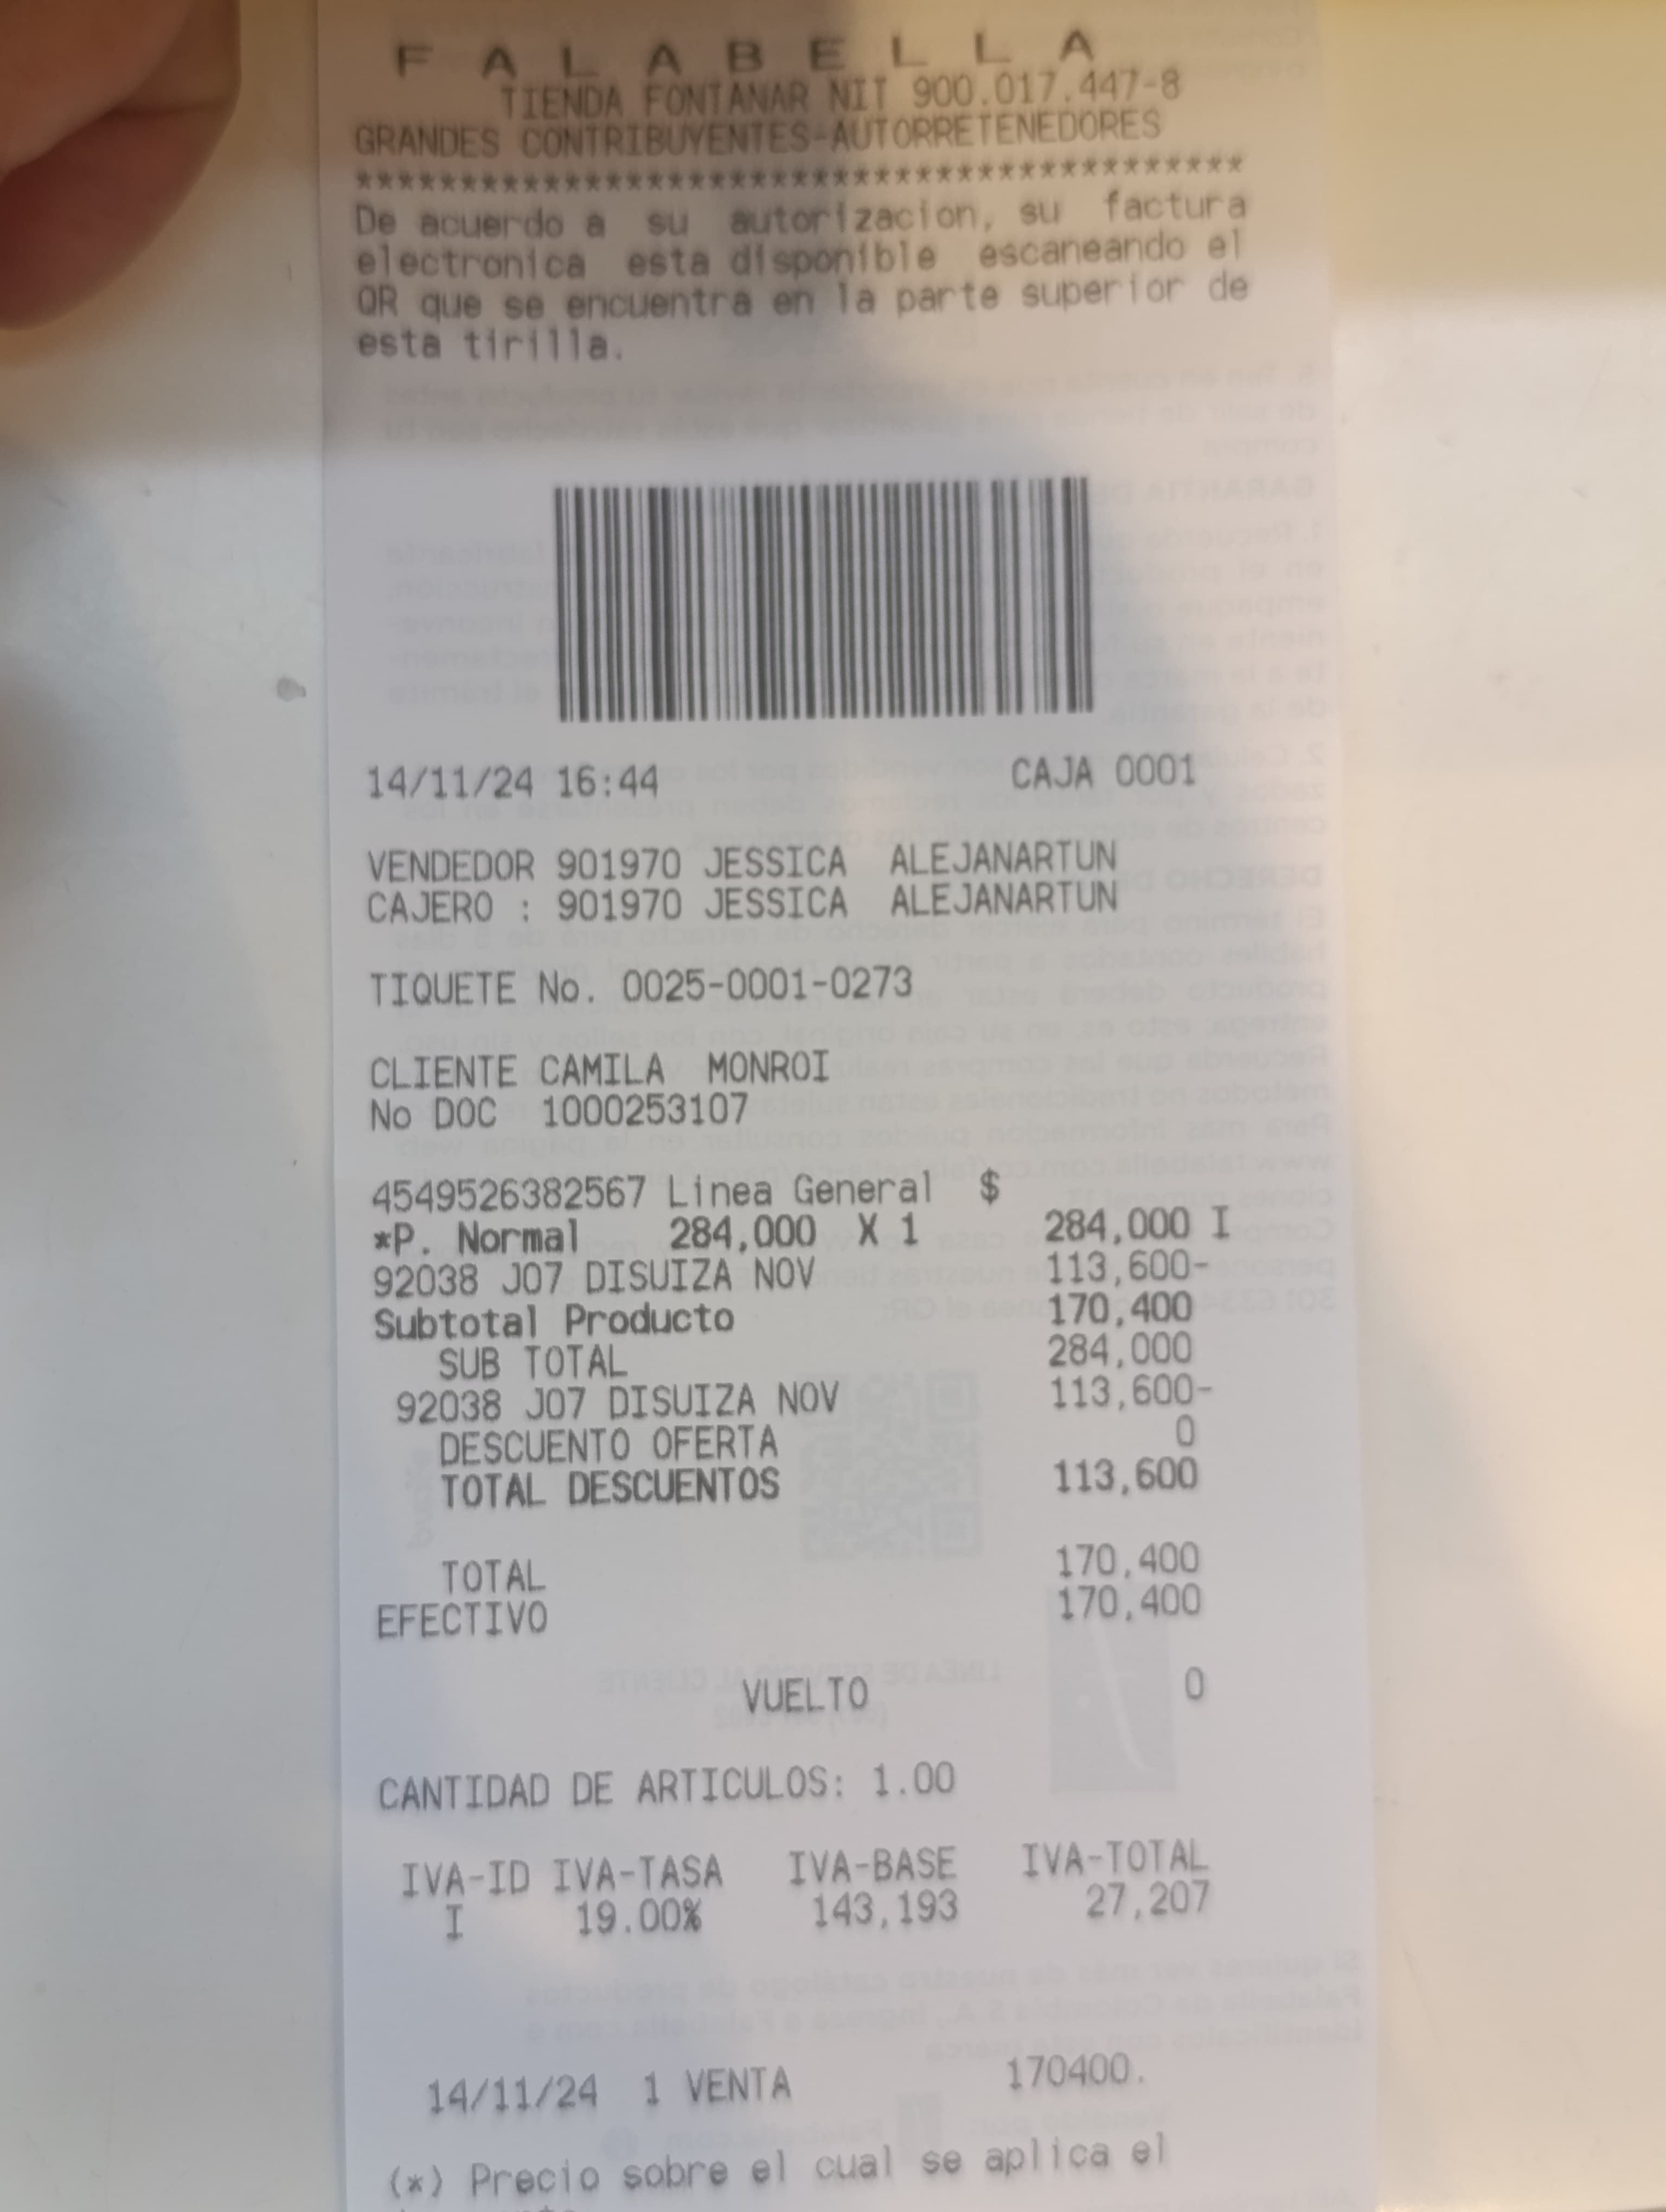 F A L A B E L L A
TIENDA FONTANAR NIT 900.017.447-8
GRANDES CONTRIBUYENTES-AUTORRETENEDORES
******************************************
De acuerdo a su autorizacion, su factura
electronica esta disponible escaneando el
QR que se encuentra en la parte superior de
esta tirilla.
14/11/24 16:44 CAJA 0001
VENDEDOR 901970 JESSICA ALEJANARTUN
CAJERO : 901970 JESSICA ALEJANARTUN
TIQUETE No. 0025-0001-0273
CLIENTE CAMILA MONROI
No DOC 1000253107
4549526382567 Linea General $
*P. Normal 284,000 X 1 284,000 I
92038 J07 DISUIZA NOV 113,600-
Subtotal Producto 170,400
SUB TOTAL 284,000
92038 J07 DISUIZA NOV 113,600-
DESCUENTO OFERTA 0
TOTAL DESCUENTOS 113,600
TOTAL 170,400
EFECTIVO 170,400
VUELTO 0
CANTIDAD DE ARTICULOS: 1.00
IVA-ID IVA-TASA IVA-BASE IVA-TOTAL
I 19.00% 143,193 27,207
14/11/24 1 VENTA 170400.
(*) Precio sobre el cual se aplica el